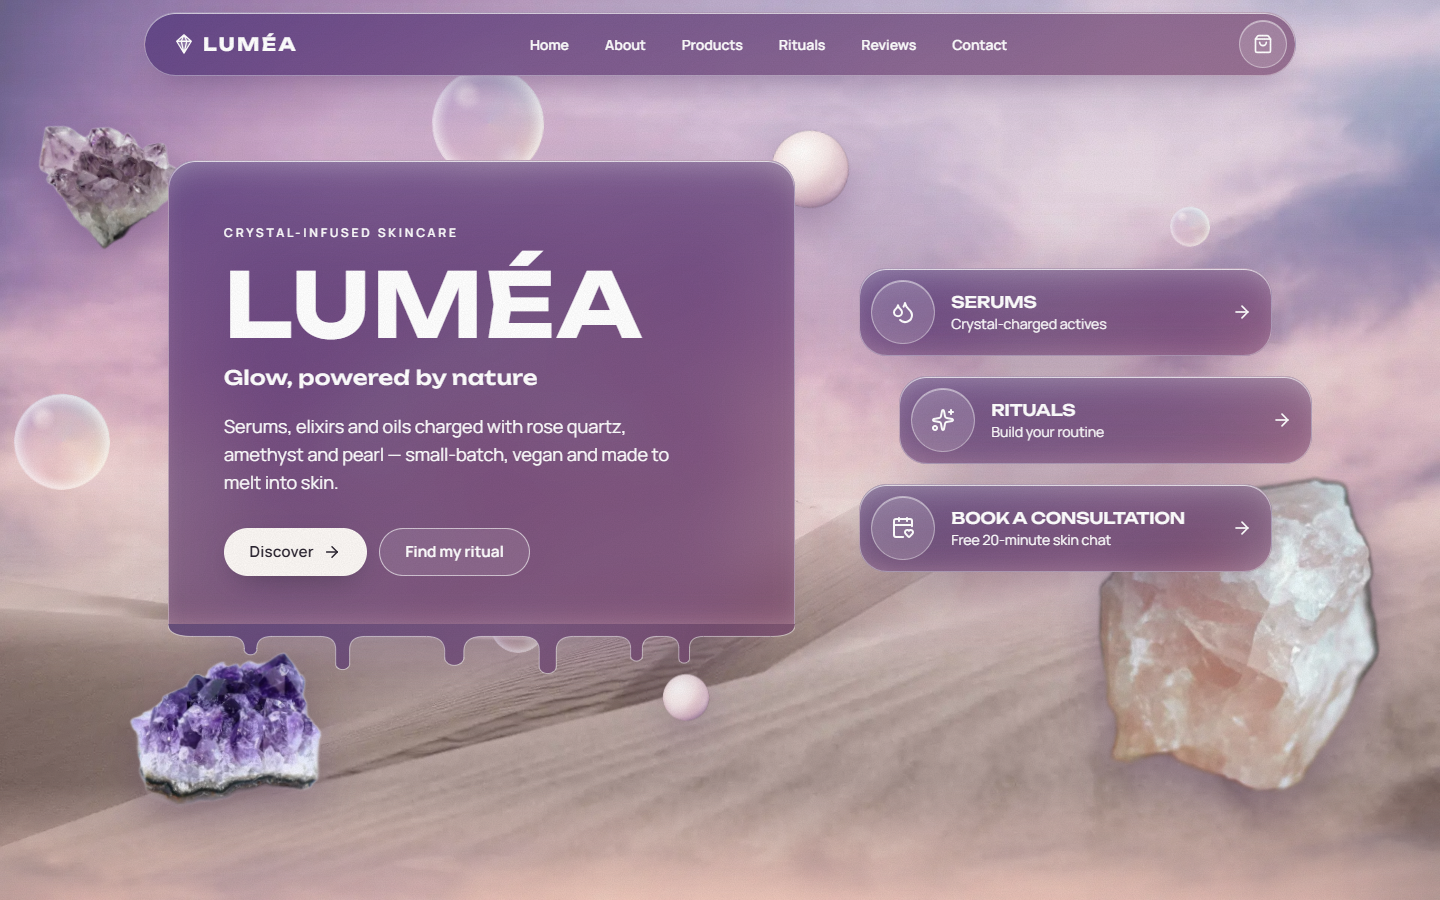 LUMÉA
Home
About
Products
Rituals
Reviews
Contact
CRYSTAL-INFUSED SKINCARE
LUMÉA
Glow, powered by nature
Serums, elixirs and oils charged with rose quartz,
amethyst and pearl — small-batch, vegan and made to
melt into skin.
Discover
Find my ritual
SERUMS
Crystal-charged actives
RITUALS
Build your routine
BOOK A CONSULTATION
Free 20-minute skin chat